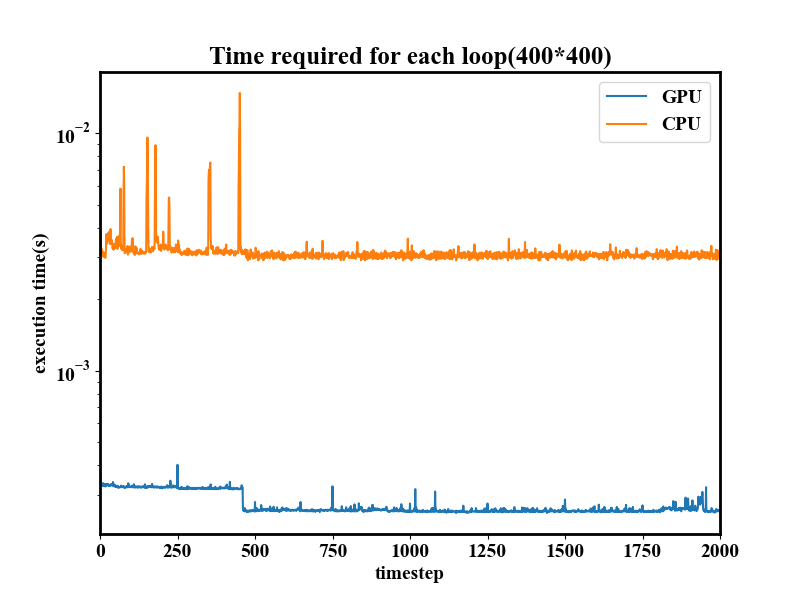 Time required for each loop(400*400)
GPU
CPU
10⁻²
10⁻³
execution time(s)
0 250 500 750 1000 1250 1500 1750 2000
timestep